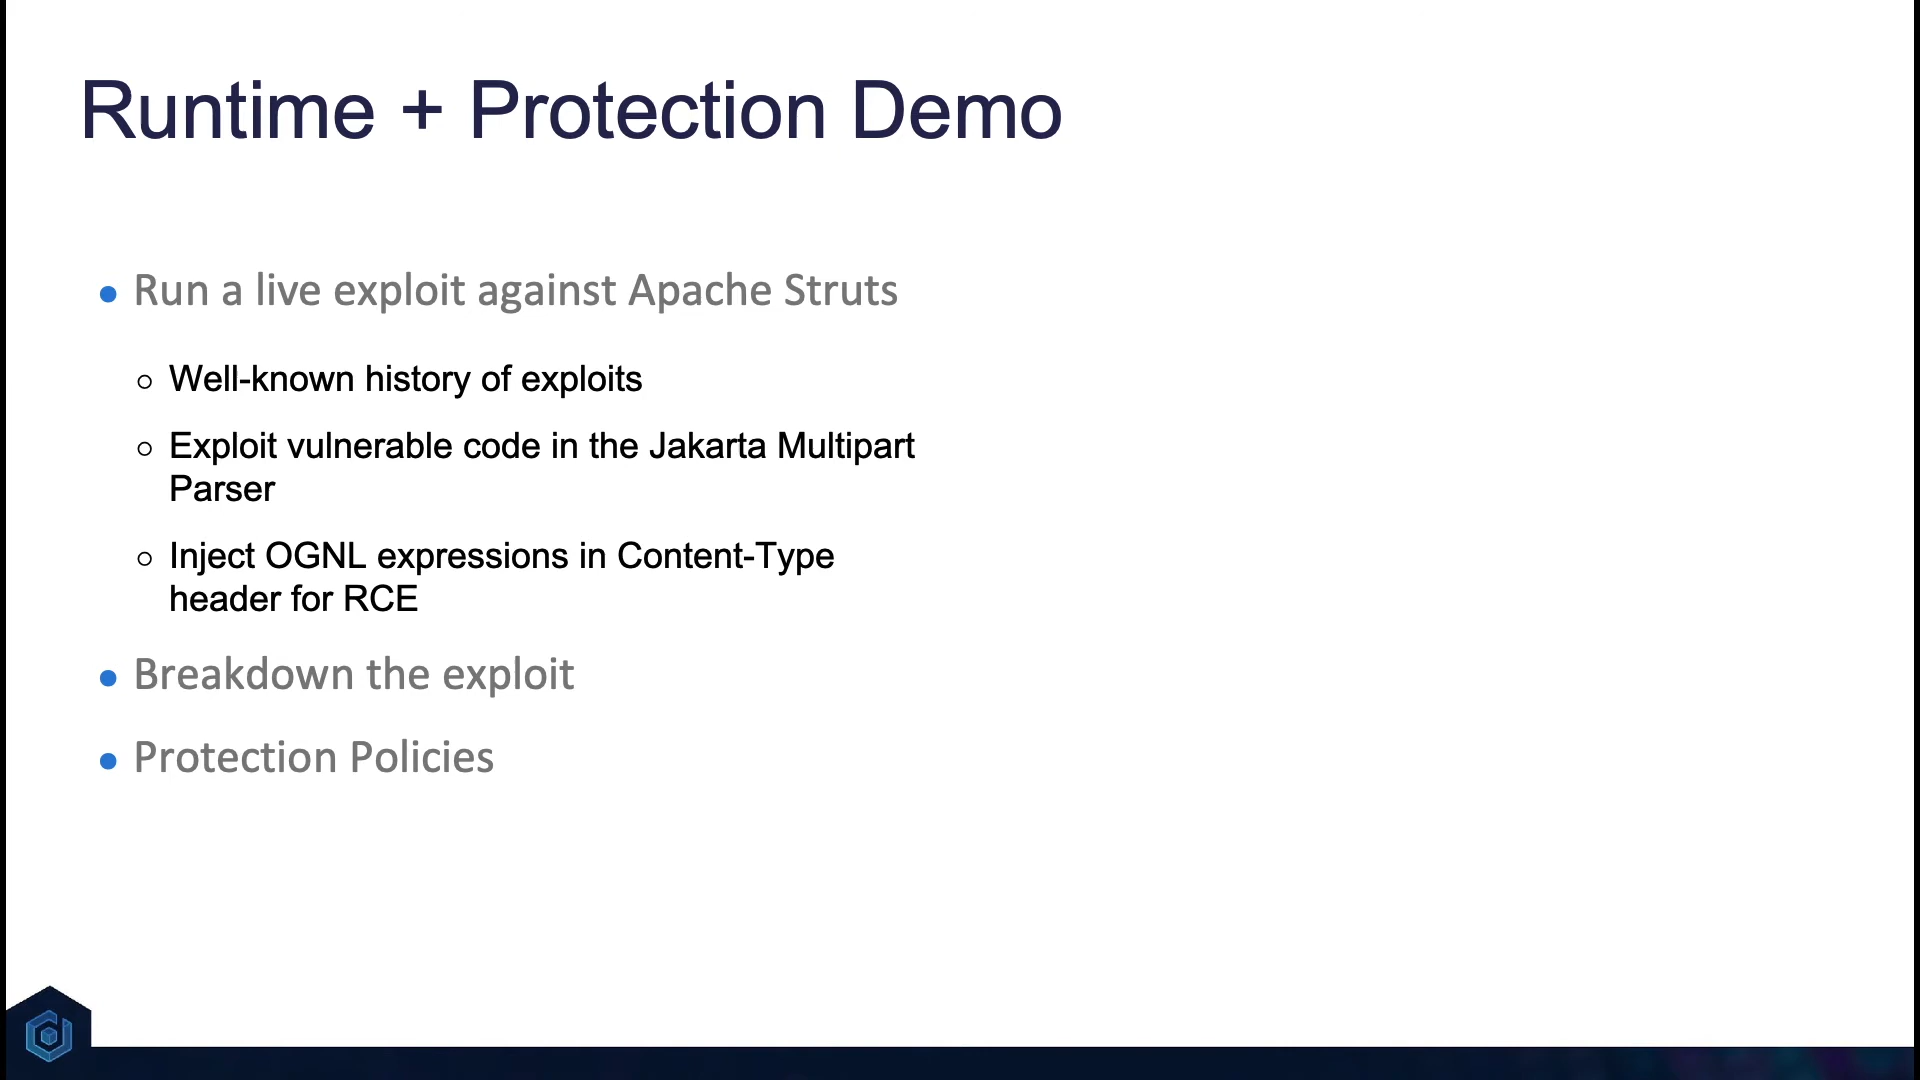 Runtime + Protection Demo
Run a live exploit against Apache Struts
Well-known history of exploits
Exploit vulnerable code in the Jakarta Multipart
Parser
Inject OGNL expressions in Content-Type
header for RCE
Breakdown the exploit
Protection Policies